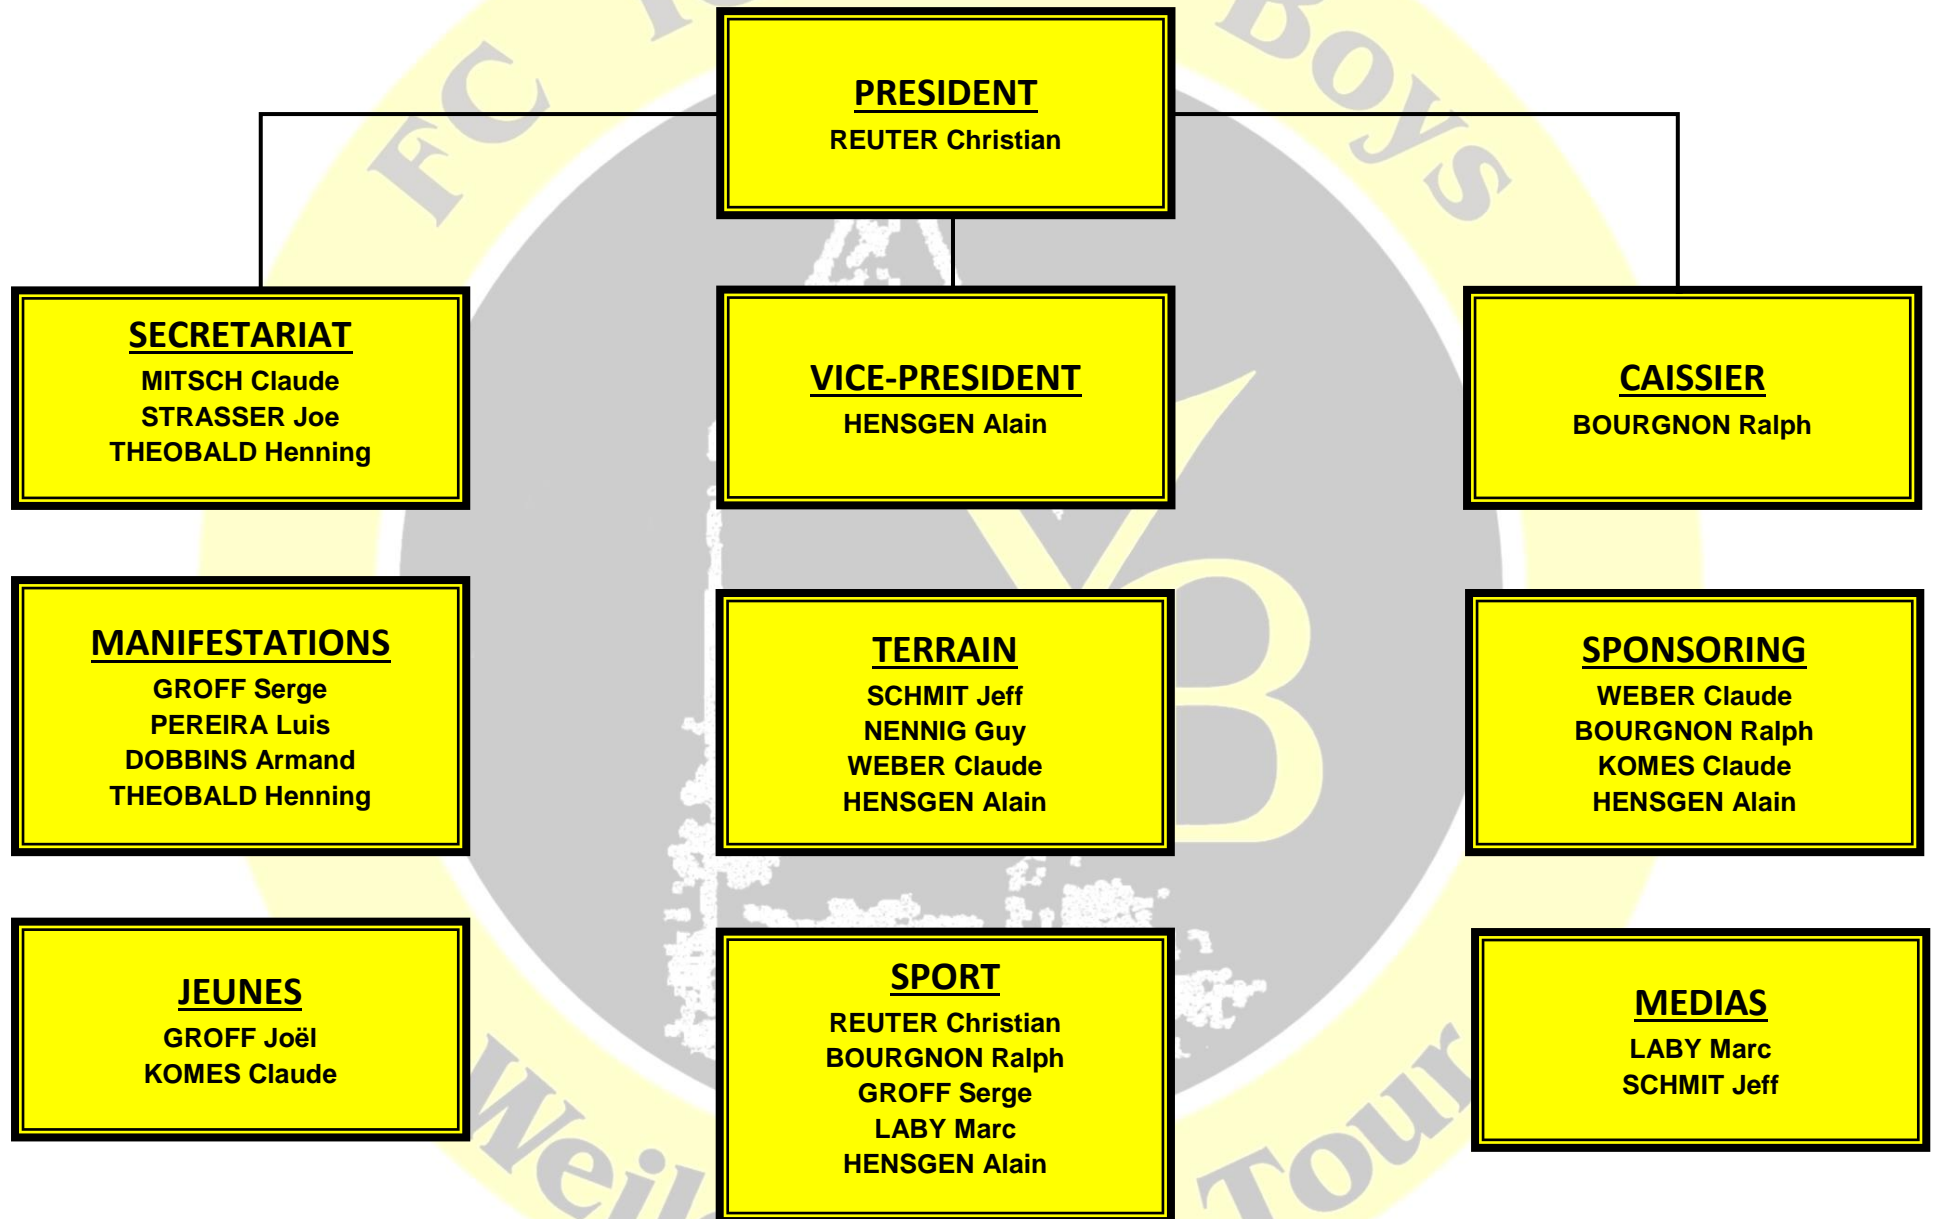 FC
Boys
PRESIDENT
REUTER Christian
SECRETARIAT
MITSCH Claude
STRASSER Joe
THEOBALD Henning
VICE-PRESIDENT
HENSGEN Alain
CAISSIER
BOURGNON Ralph
MANIFESTATIONS
GROFF Serge
PEREIRA Luis
DOBBINS Armand
THEOBALD Henning
TERRAIN
SCHMIT Jeff
NENNIG Guy
WEBER Claude
HENSGEN Alain
SPONSORING
WEBER Claude
BOURGNON Ralph
KOMES Claude
HENSGEN Alain
JEUNES
GROFF Joël
KOMES Claude
SPORT
REUTER Christian
BOURGNON Ralph
GROFF Serge
LABY Marc
HENSGEN Alain
MEDIAS
LABY Marc
SCHMIT Jeff
Tour